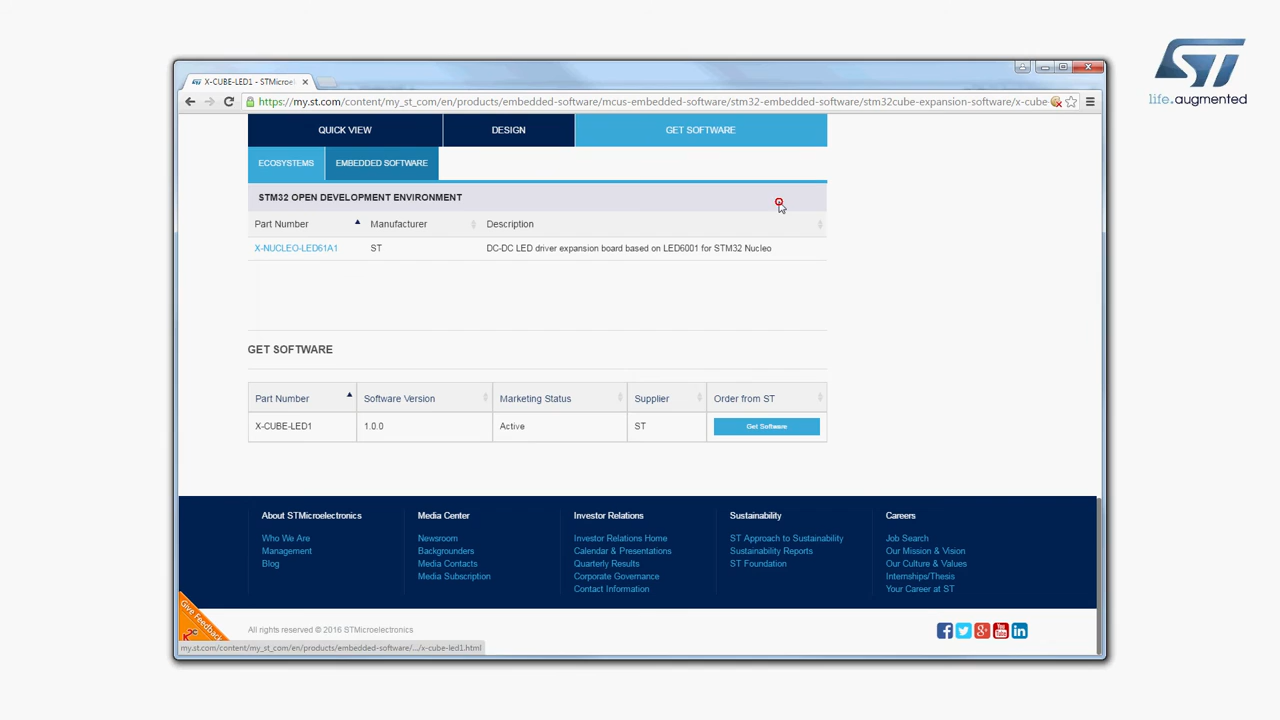 ST
life.augmented
X-CUBE-LED1 - STMicroel
https://my.st.com/content/my_st_com/en/products/embedded-software/mcus-embedded-software/stm32-embedded-software/stm32cube-expansion-software/x-cube-
QUICK VIEW DESIGN GET SOFTWARE
ECOSYSTEMS EMBEDDED SOFTWARE
STM32 OPEN DEVELOPMENT ENVIRONMENT
Part Number Manufacturer Description
X-NUCLEO-LED61A1 ST DC-DC LED driver expansion board based on LED6001 for STM32 Nucleo
GET SOFTWARE
Part Number Software Version Marketing Status Supplier Order from ST
X-CUBE-LED1 1.0.0 Active ST Get Software
About STMicroelectronics Media Center Investor Relations Sustainability Careers
Who We Are Newsroom Investor Relations Home ST Approach to Sustainability Job Search
Management Backgrounders Calendar & Presentations Sustainability Reports Our Mission & Vision
Blog Media Contacts Quarterly Results ST Foundation Our Culture & Values
Media Subscription Corporate Governance Internships/Thesis
Contact Information Your Career at ST
Give Feedback
All rights reserved © 2016 STMicroelectronics
my.st.com/content/my_st_com/en/products/embedded-software/.../x-cube-led1.html